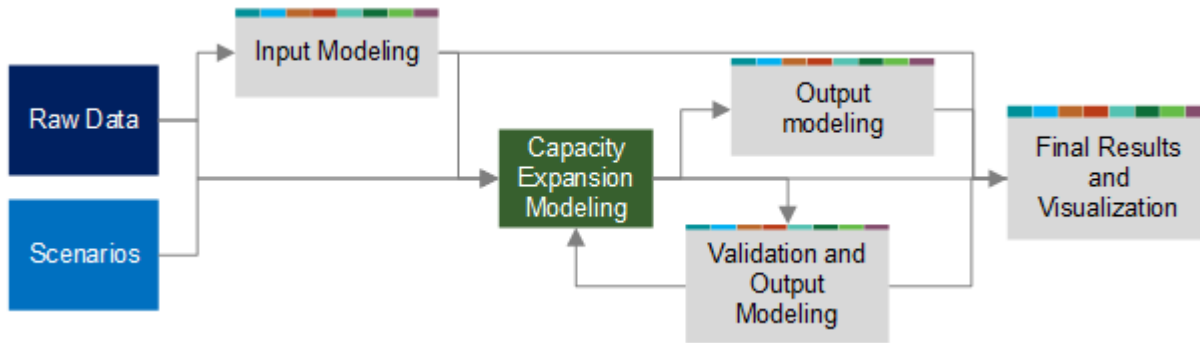 Raw Data
Scenarios
Input Modeling
Capacity
Expansion
Modeling
Output
modeling
Validation and
Output
Modeling
Final Results
and
Visualization